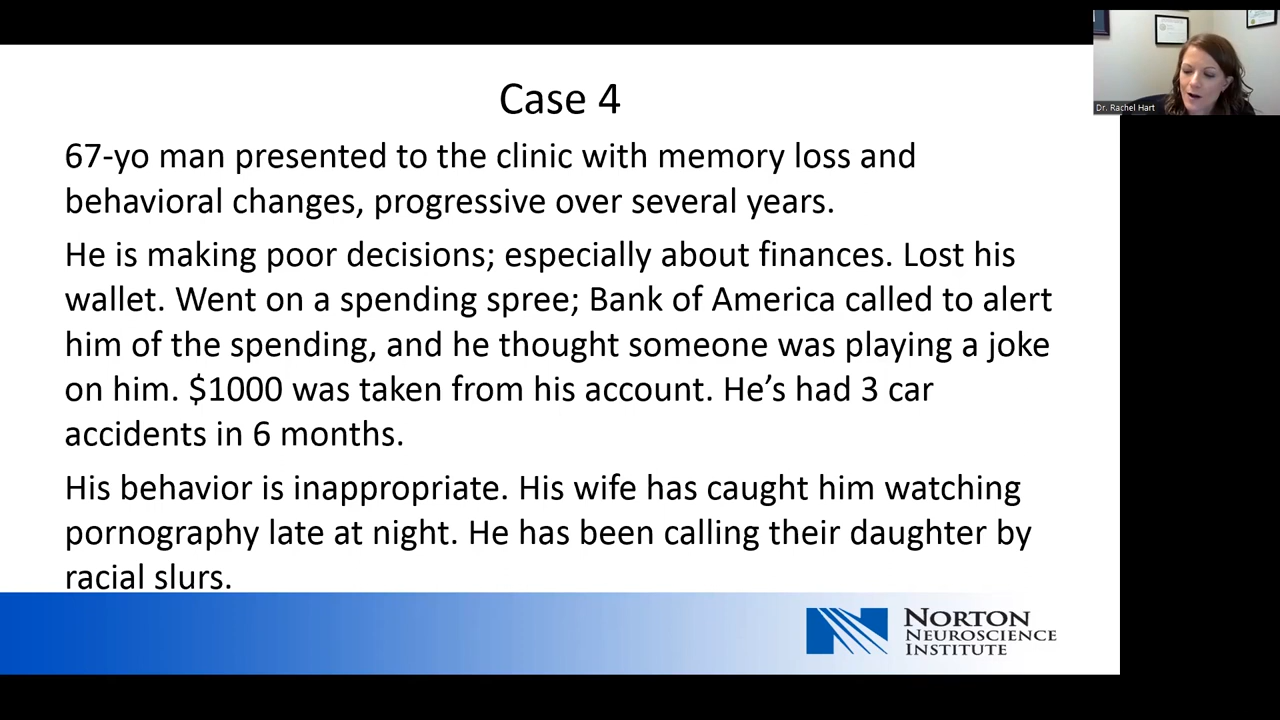 Case 4
67-yo man presented to the clinic with memory loss and
behavioral changes, progressive over several years.
He is making poor decisions; especially about finances. Lost his
wallet. Went on a spending spree; Bank of America called to alert
him of the spending, and he thought someone was playing a joke
on him. $1000 was taken from his account. He’s had 3 car
accidents in 6 months.
His behavior is inappropriate. His wife has caught him watching
pornography late at night. He has been calling their daughter by
racial slurs.
Dr. Rachel Hart
NORTON
NEUROSCIENCE
INSTITUTE